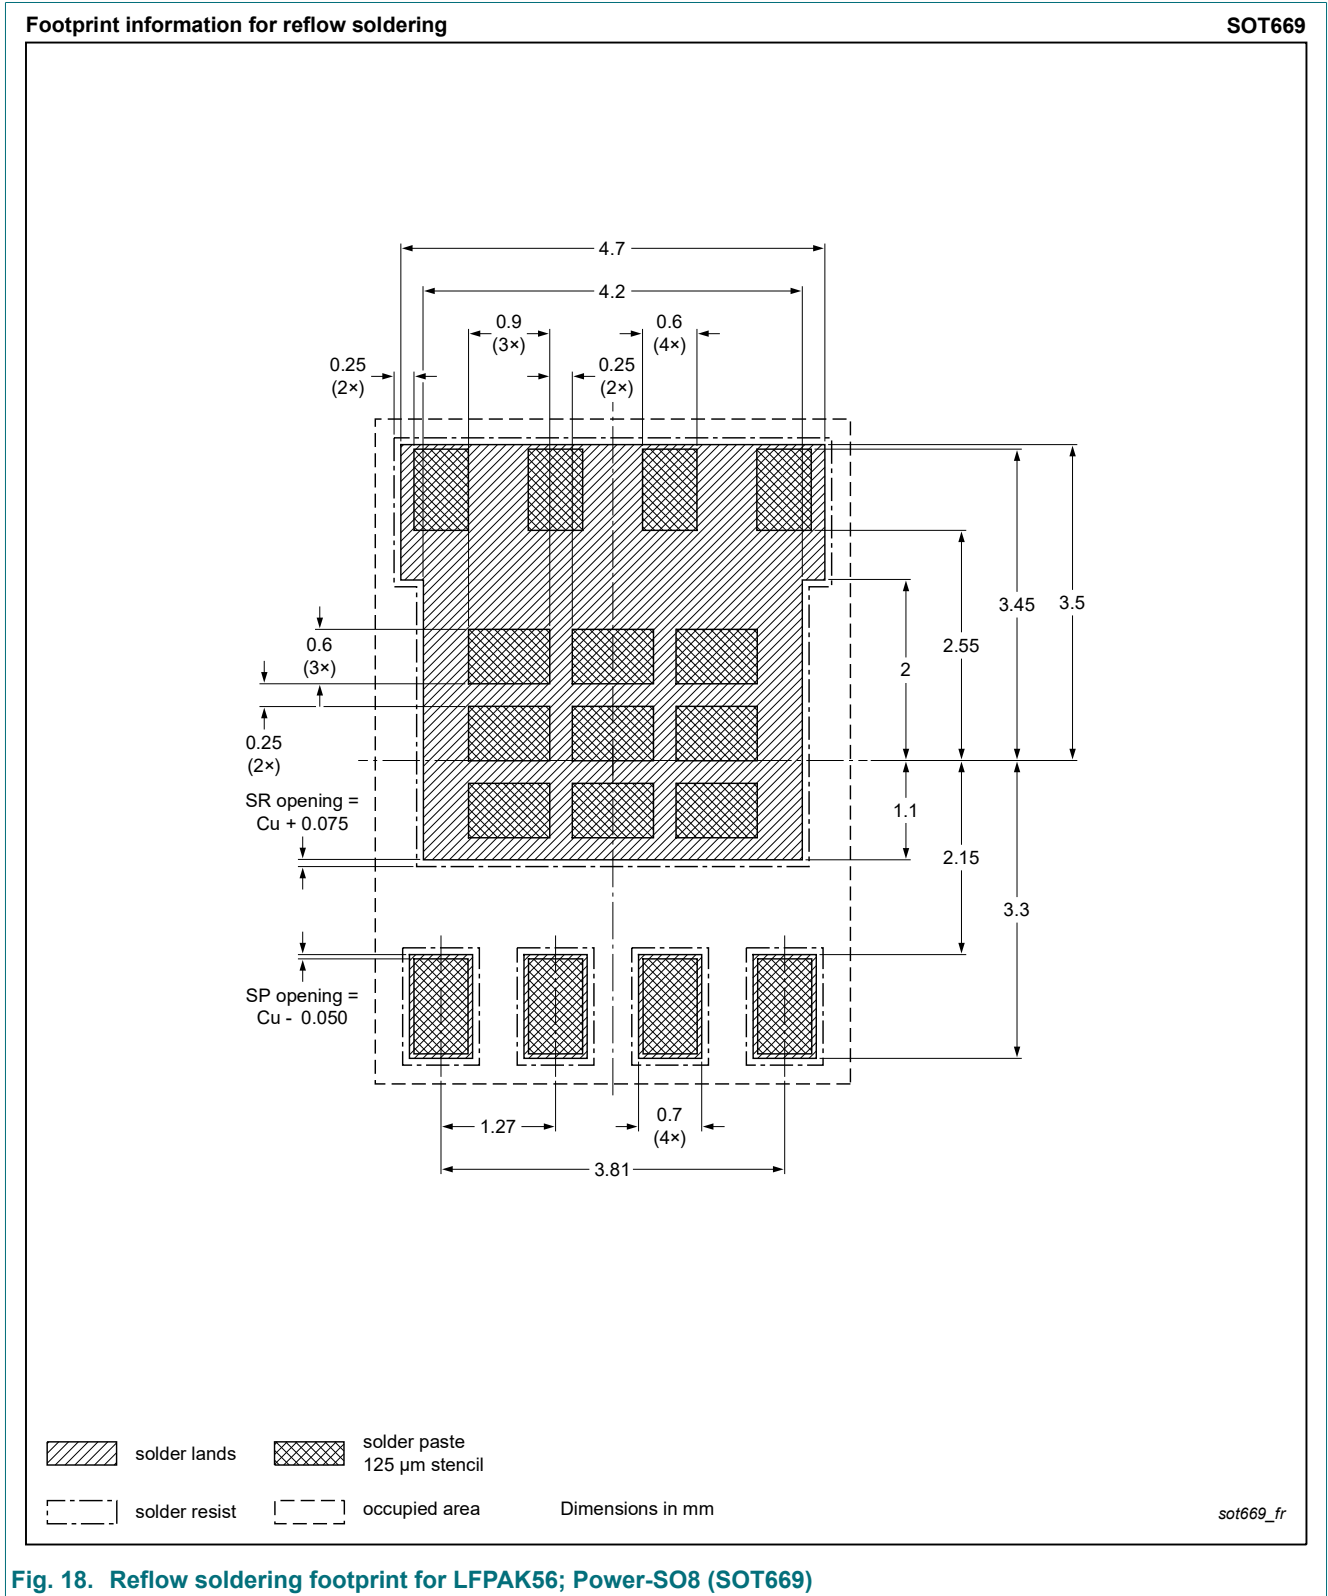 Footprint information for reflow soldering
SOT669
4.7
4.2
0.9
(3×)
0.6
(4×)
0.25
(2×)
0.25
(2×)
0.6
(3×)
0.25
(2×)
3.45
3.5
2.55
2
1.1
2.15
3.3
SR opening =
Cu + 0.075
SP opening =
Cu - 0.050
1.27
0.7
(4×)
3.81
solder lands
solder paste
125 µm stencil
solder resist
occupied area
Dimensions in mm
sot669_fr
Fig. 18. Reflow soldering footprint for LFPAK56; Power-SO8 (SOT669)